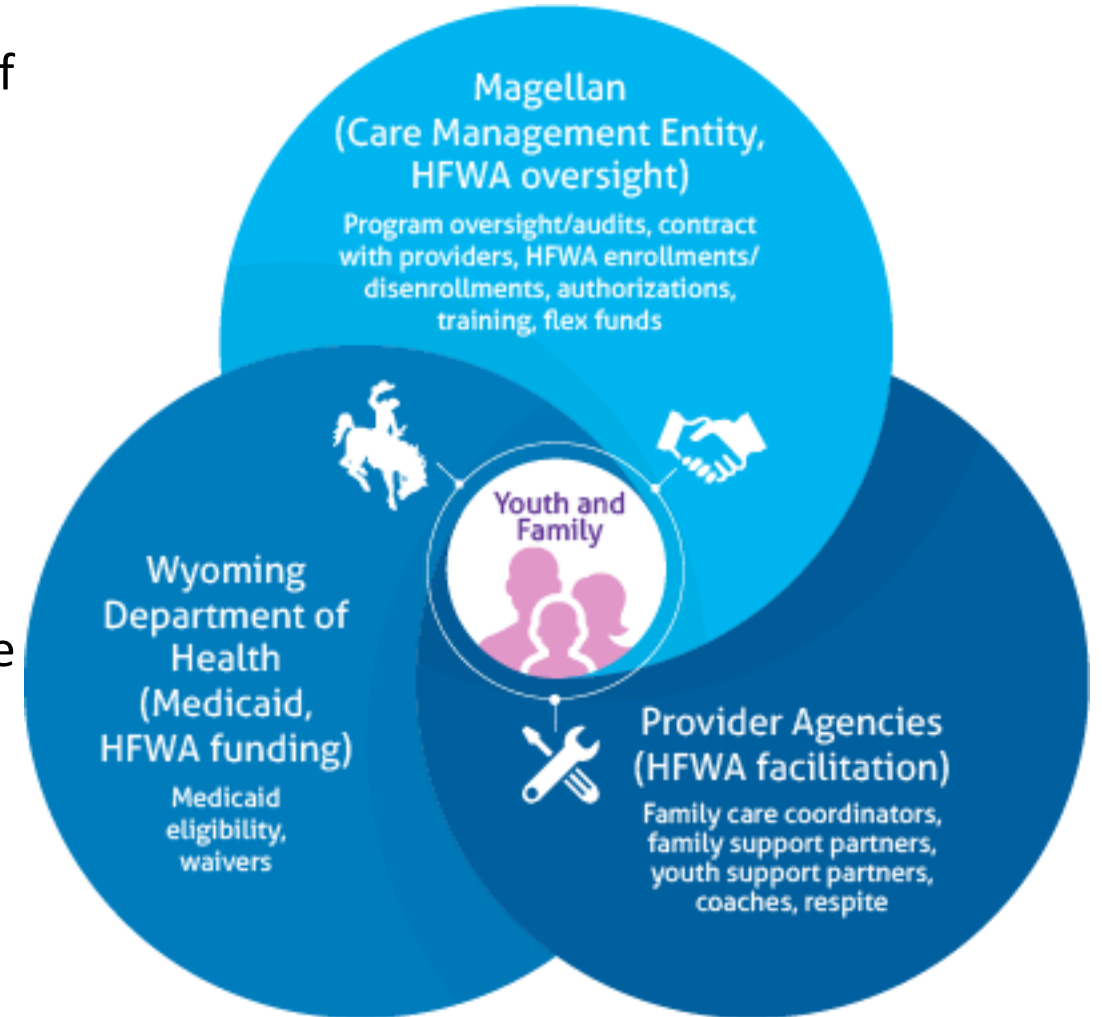 f
Magellan
(Care Management Entity,
HFWA oversight)
Program oversight/audits, contract
with providers, HFWA enrollments/
disenrollments, authorizations,
training, flex funds
Youth and
Family
Wyoming
Department of
Health
(Medicaid,
HFWA funding)
Medicaid
eligibility,
waivers
e
Provider Agencies
(HFWA facilitation)
Family care coordinators,
family support partners,
youth support partners,
coaches, respite